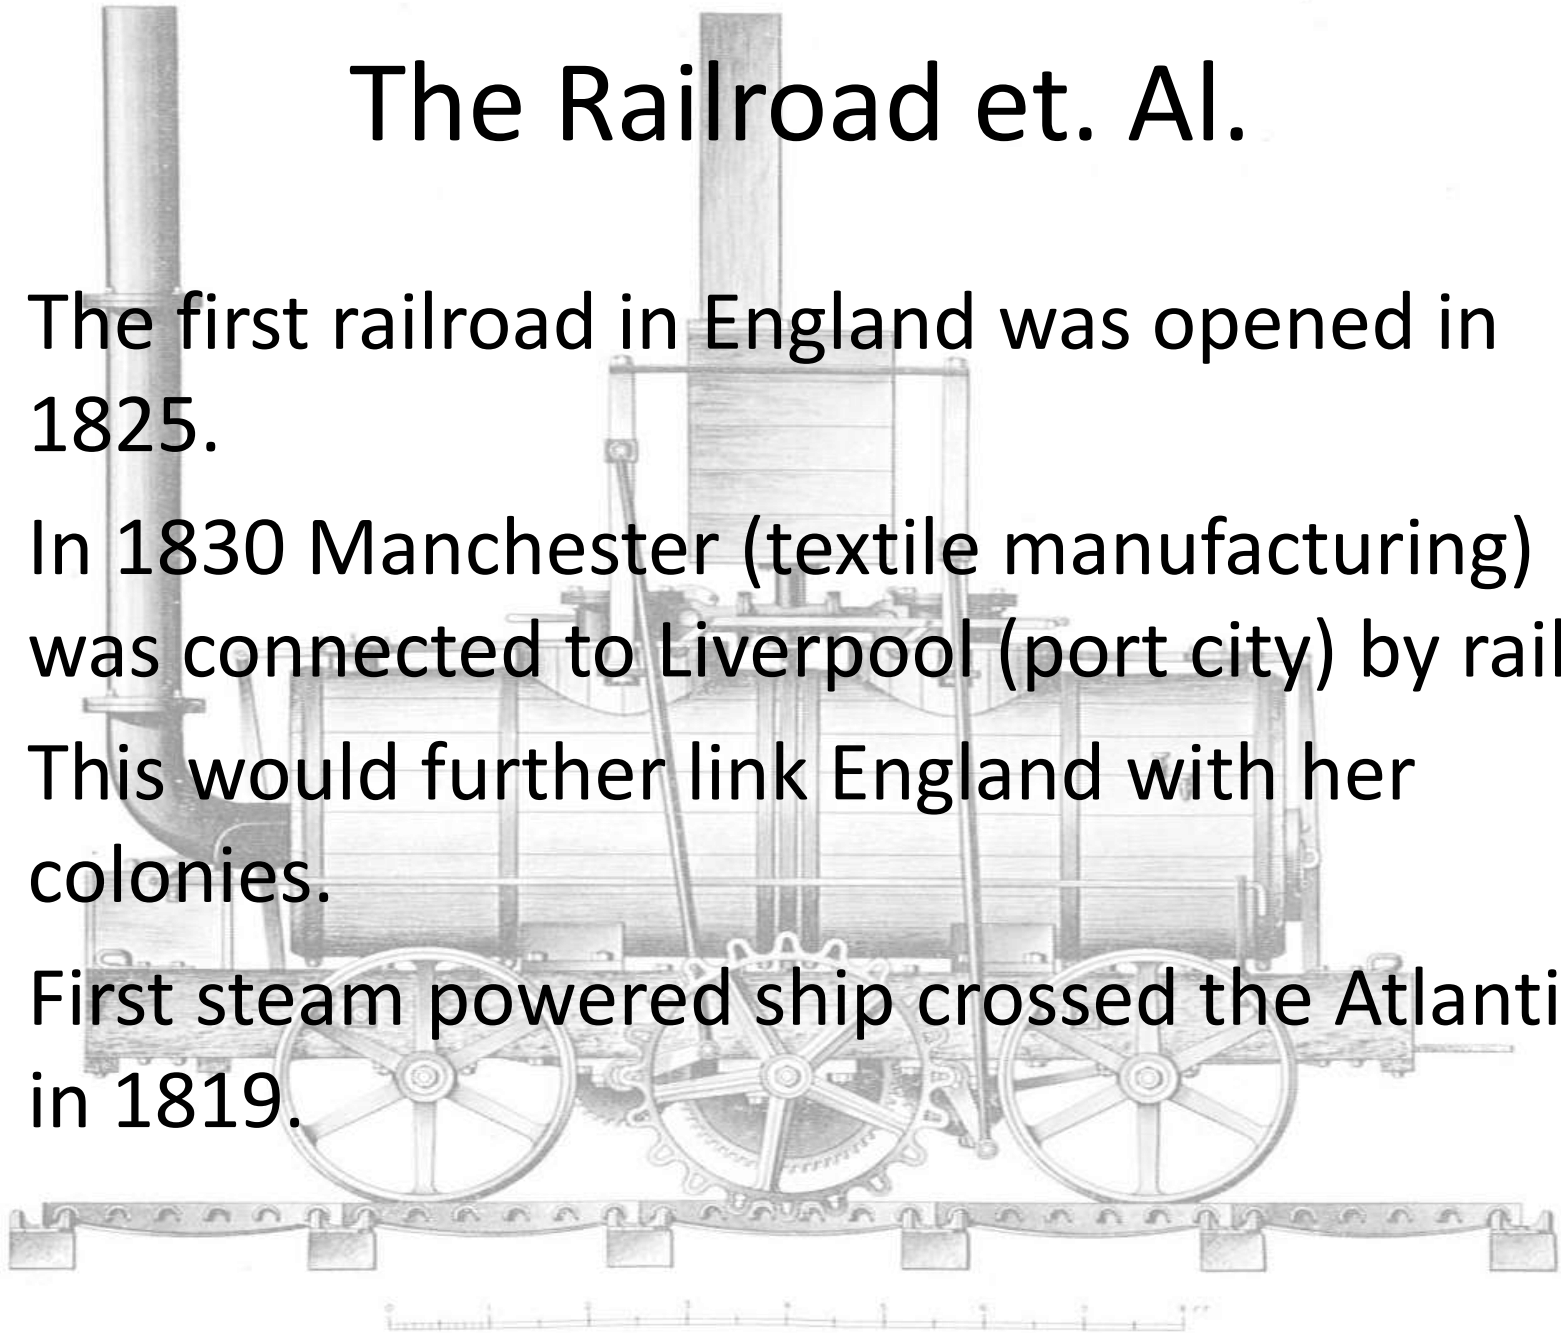 The Railroad et. Al.
The first railroad in England was opened in
1825.
In 1830 Manchester (textile manufacturing)
was connected to Liverpool (port city) by rail
This would further link England with her
colonies.
First steam powered ship crossed the Atlanti
in 1819.